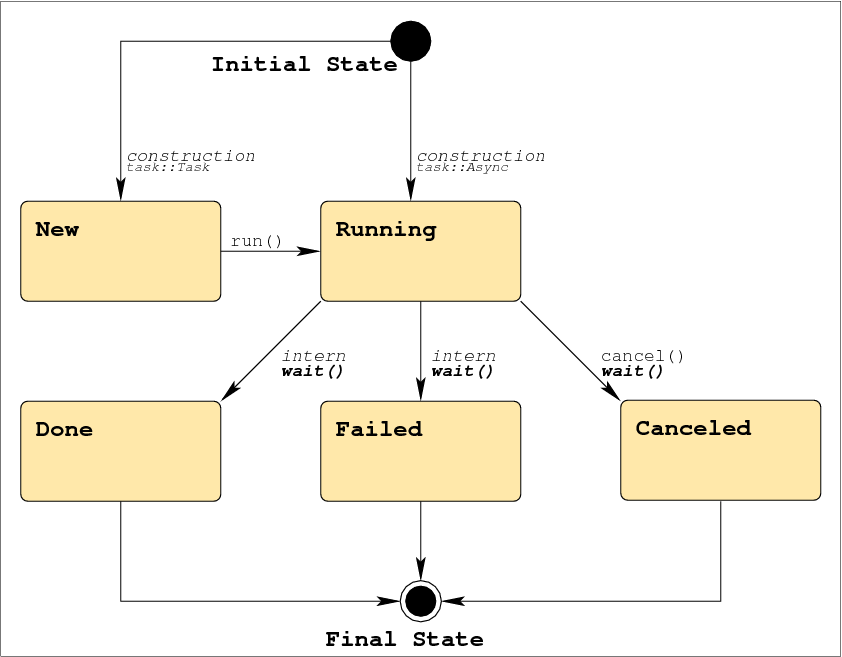 Initial State
construction
task::Task
construction
task::Async
New
run()
Running
intern
wait()
intern
wait()
cancel()
wait()
Done
Failed
Canceled
Final State